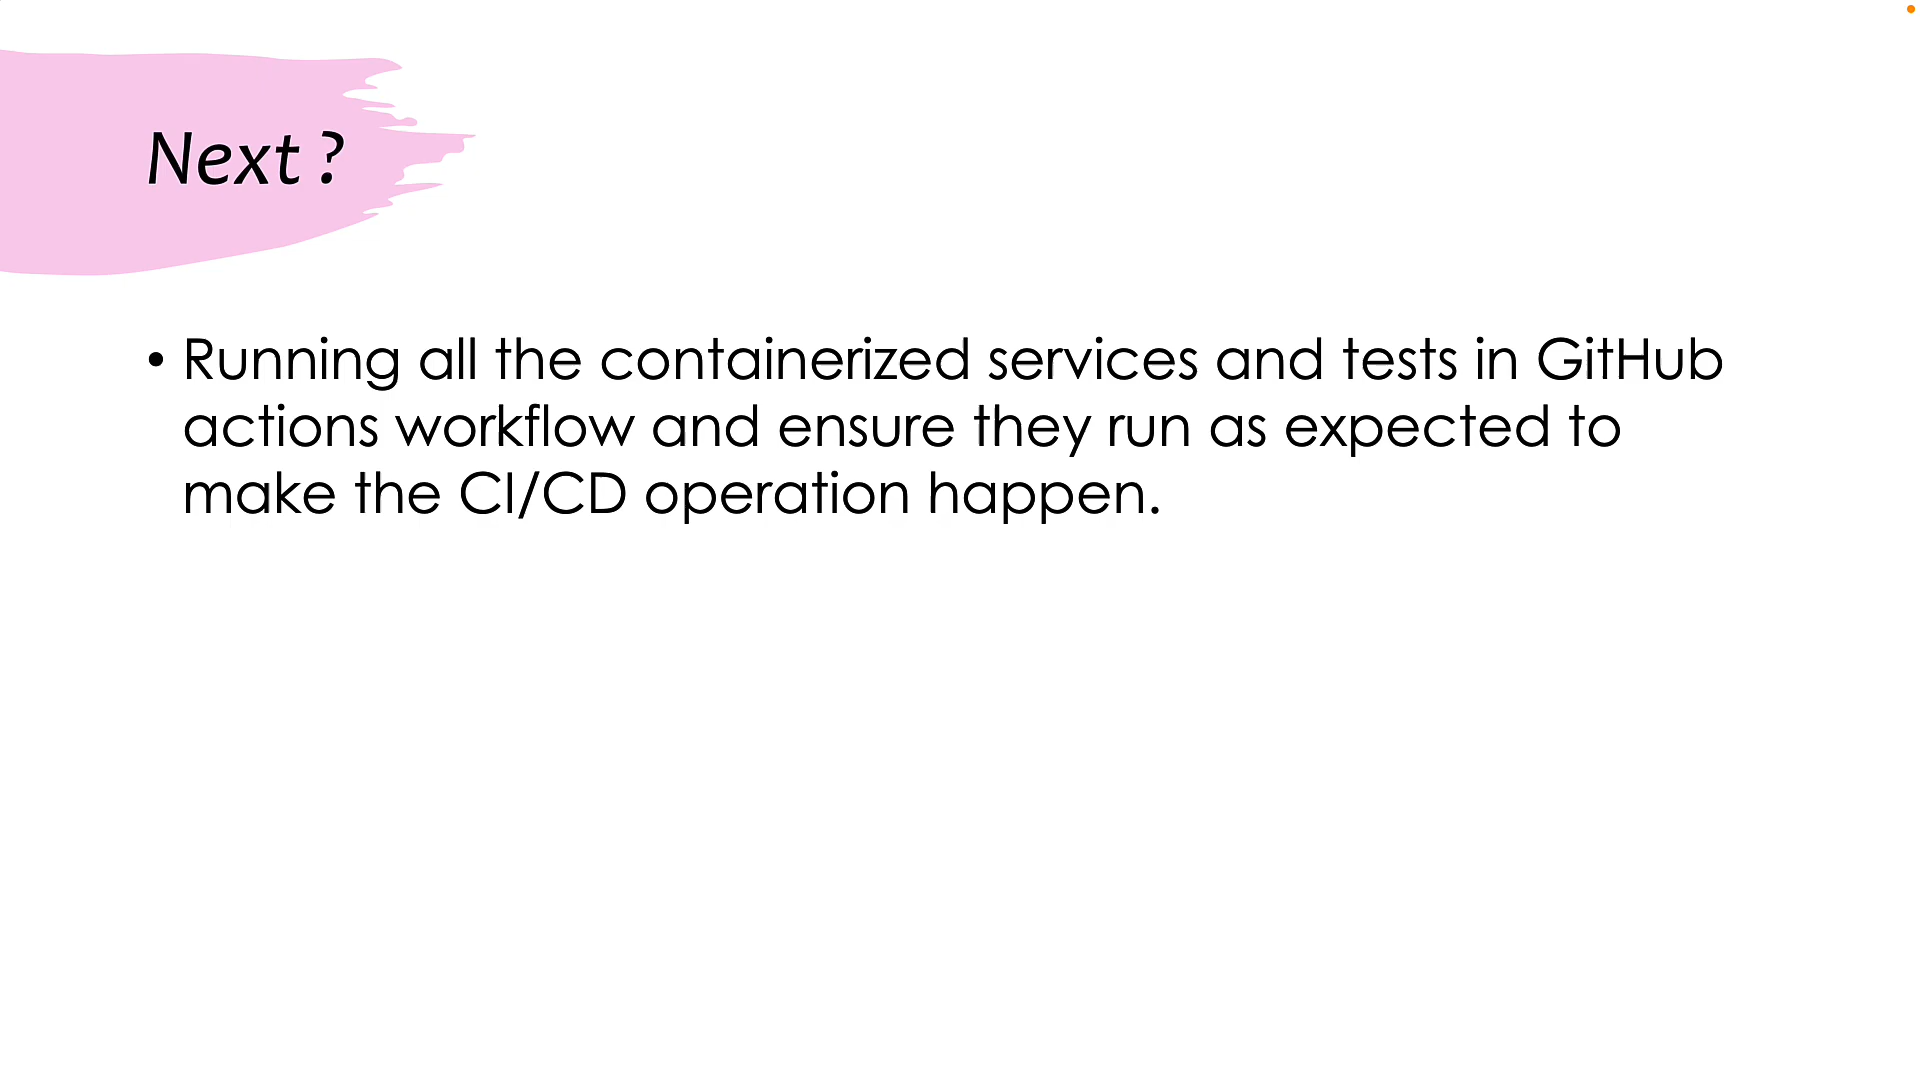 Next ?
• Running all the containerized services and tests in GitHub
actions workflow and ensure they run as expected to
make the CI/CD operation happen.